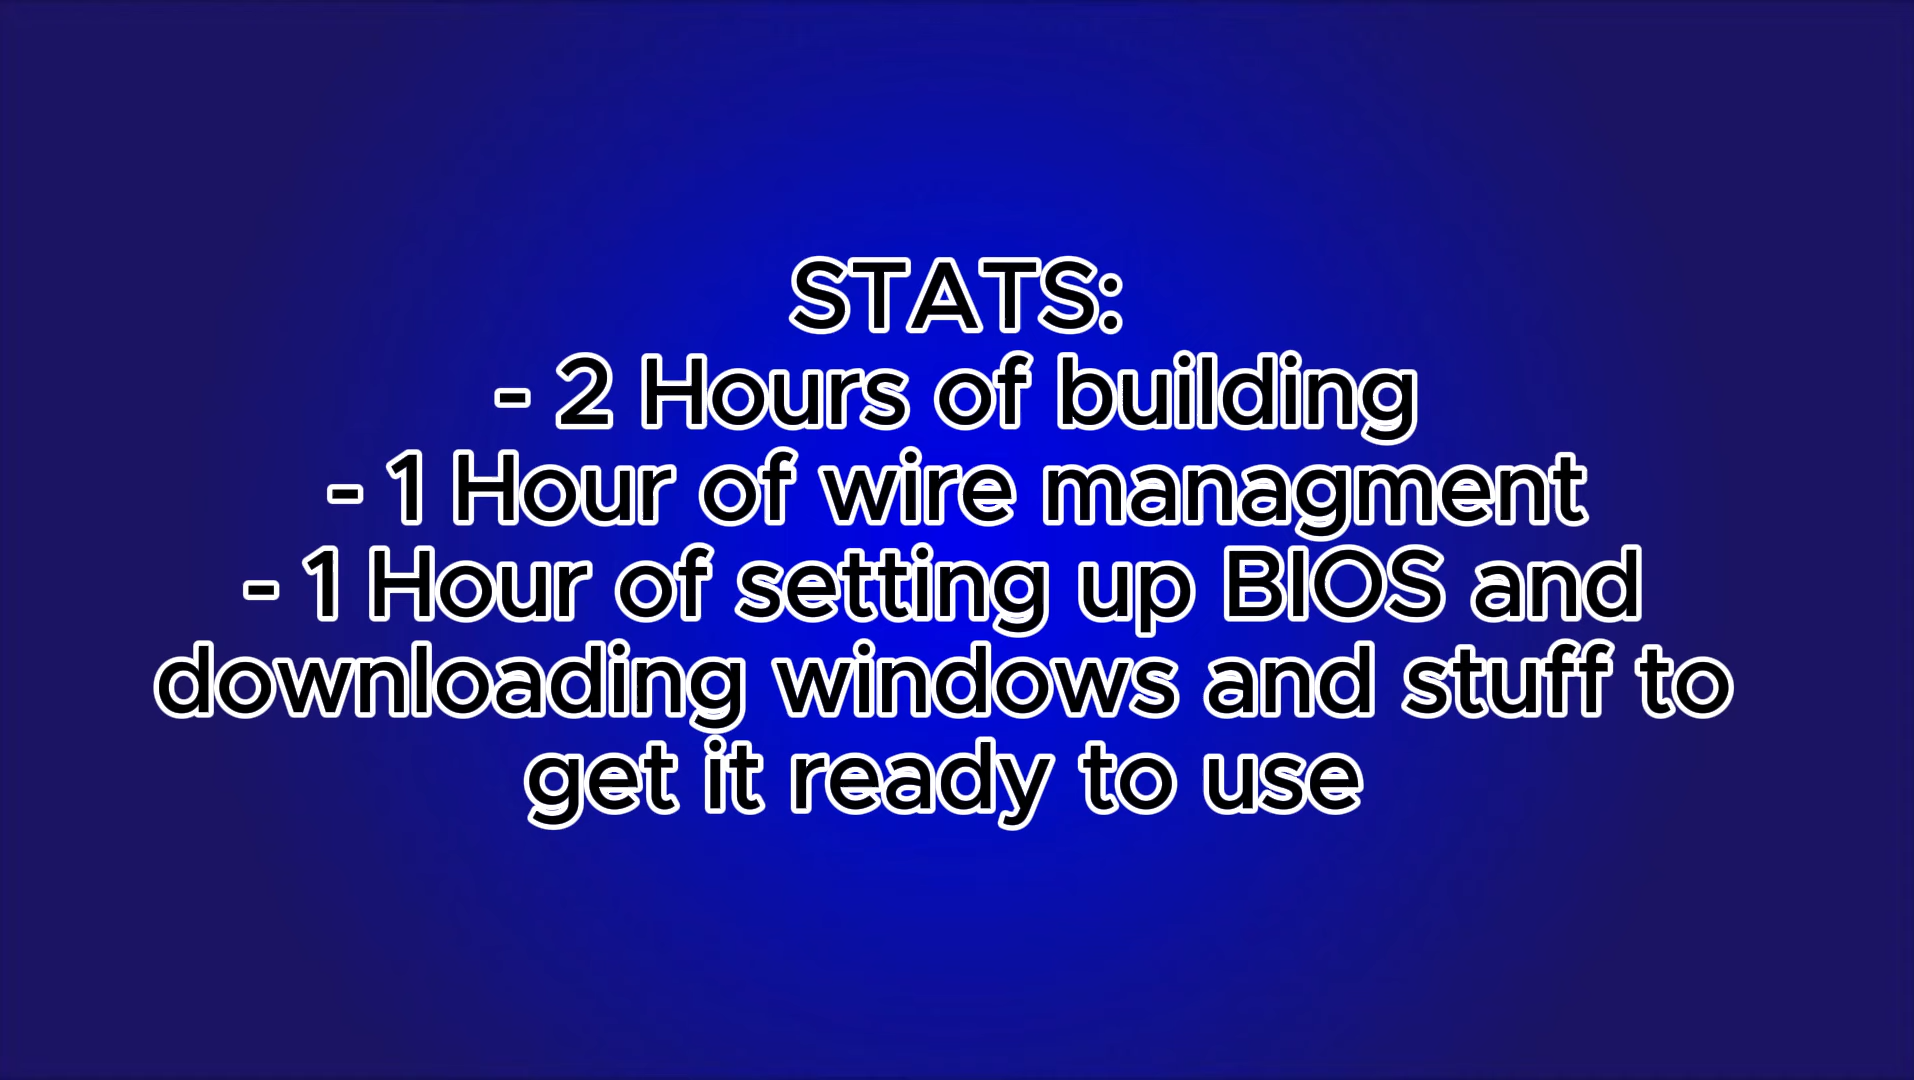 STATS:
- 2 Hours of building
- 1 Hour of wire managment
- 1 Hour of setting up BIOS and
downloading windows and stuff to
get it ready to use